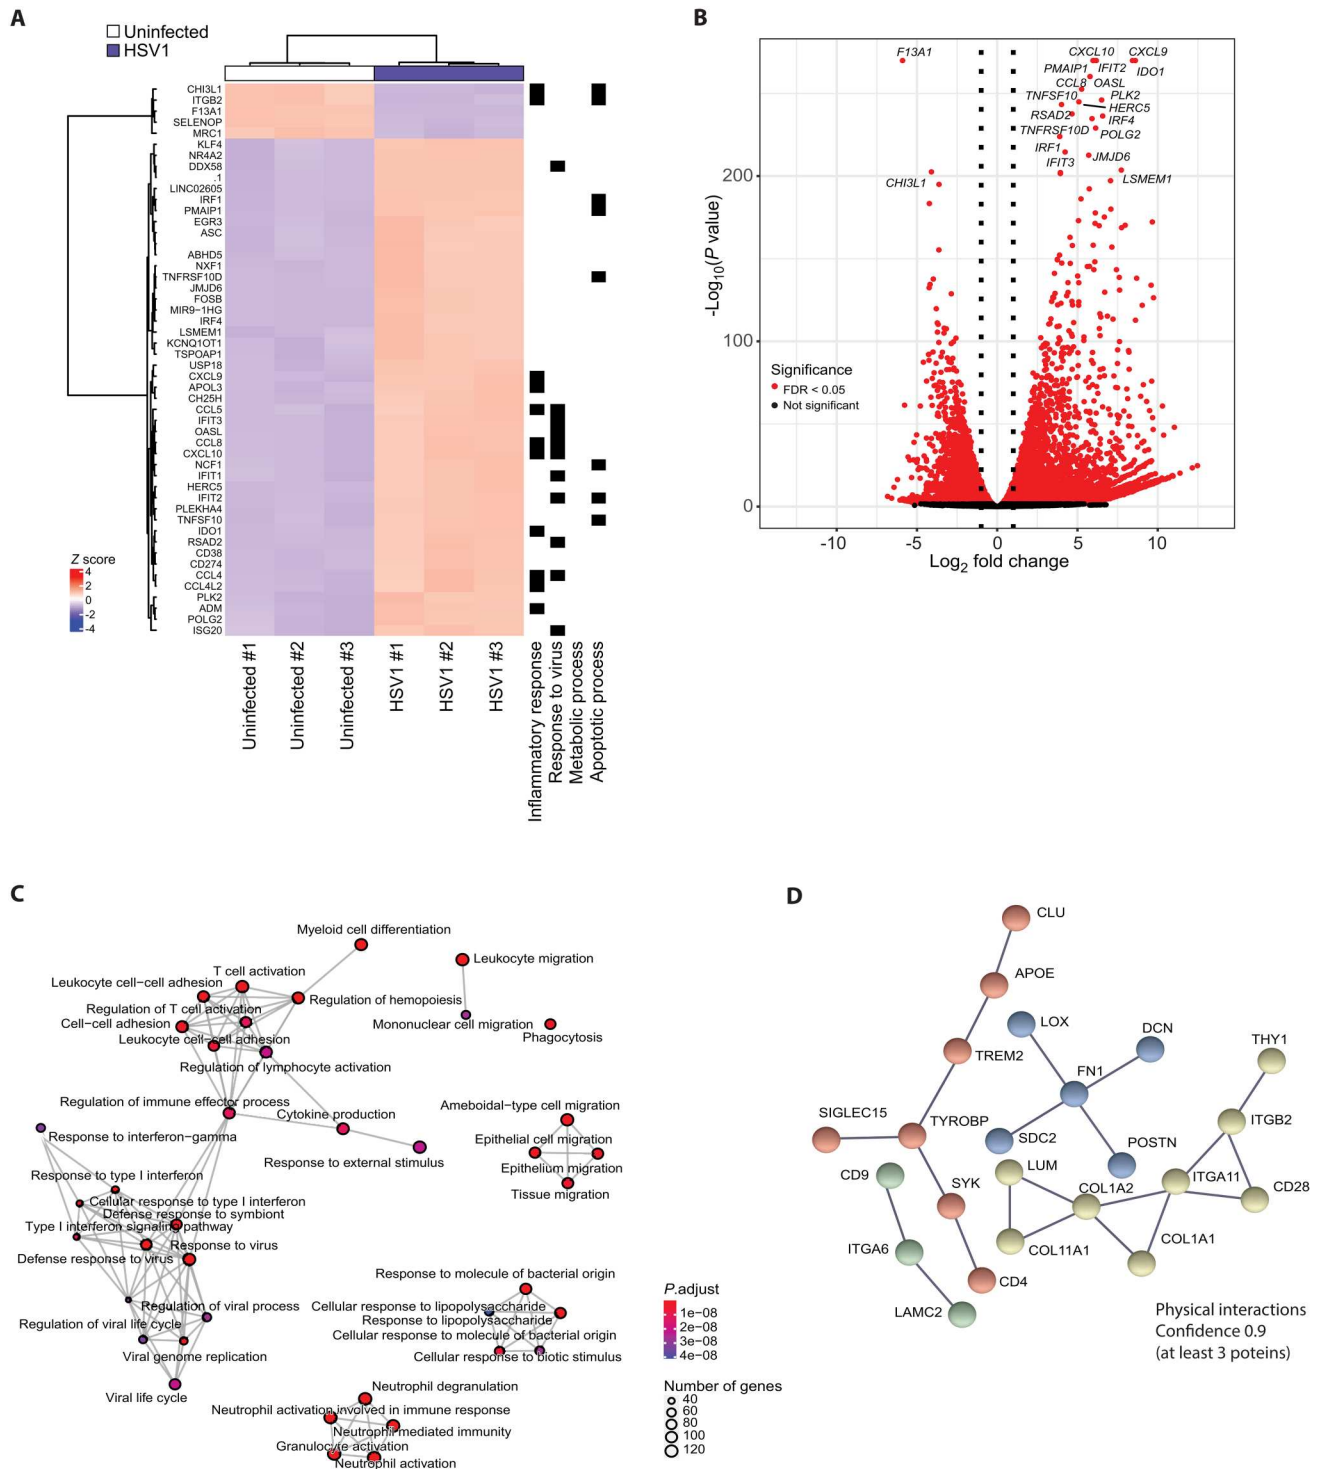 A
Uninfected
HSV1
CHI3L1
ITGB2
F13A1
SELENOP
MRC1
KLF4
NR4A2
DDX58
.1
LINC02605
IRF1
PMAIP1
EGR3
ASC
ABHD5
NXF1
TNFRSF10D
JMJD6
FOSB
MIR9−1HG
IRF4
LSMEM1
KCNQ1OT1
TSPOAP1
USP18
CXCL9
APOL3
CH25H
CCL5
IFIT3
OASL
CCL8
CXCL10
NCF1
IFIT1
HERC5
IFIT2
PLEKHA4
TNFSF10
IDO1
RSAD2
CD38
CD274
CCL4
CCL4L2
PLK2
ADM
POLG2
ISG20
Z score
4
2
0
-2
-4
Uninfected #1
Uninfected #2
Uninfected #3
HSV1 #1
HSV1 #2
HSV1 #3
Inflammatory response
Response to virus
Metabolic process
Apoptotic process
B
F13A1
CXCL10
CXCL9
PMAIP1
IFIT2
IDO1
CCL8
OASL
TNFSF10
PLK2
HERC5
RSAD2
IRF4
TNFRSF10D
POLG2
IRF1
JMJD6
IFIT3
LSMEM1
CHI3L1
200
100
0
-Log10(P value)
Significance
FDR < 0.05
Not significant
-10
-5
0
5
10
Log2 fold change
C
Myeloid cell differentiation
Leukocyte migration
T cell activation
Leukocyte cell−cell adhesion
Regulation of hemopoiesis
Regulation of T cell activation
Mononuclear cell migration
Cell−cell adhesion
Phagocytosis
Leukocyte cell−cell adhesion
Regulation of lymphocyte activation
Regulation of immune effector process
Cytokine production
Ameboidal-type cell migration
Response to interferon−gamma
Epithelial cell migration
Response to external stimulus
Epithelium migration
Response to type I interferon
Tissue migration
Cellular response to type I interferon
Defense response to symbiont
Type I interferon signaling pathway
Response to virus
Defense response to virus
Response to molecule of bacterial origin
Regulation of viral process
Cellular response to lipopolysaccharide
Regulation of viral life cycle
Response to lipopolysaccharide
Cellular response to molecule of bacterial origin
Viral genome replication
Cellular response to biotic stimulus
Viral life cycle
Neutrophil degranulation
Neutrophil activation involved in immune response
Neutrophil mediated immunity
Granulocyte activation
Neutrophil activation
P.adjust
1e−08
2e−08
3e−08
4e−08
Number of genes
40
60
80
100
120
D
CLU
APOE
LOX
DCN
TREM2
THY1
FN1
SIGLEC15
TYROBP
ITGB2
SDC2
POSTN
CD9
LUM
ITGA11
SYK
COL1A2
CD28
ITGA6
COL11A1
COL1A1
CD4
LAMC2
Physical interactions
Confidence 0.9
(at least 3 poteins)